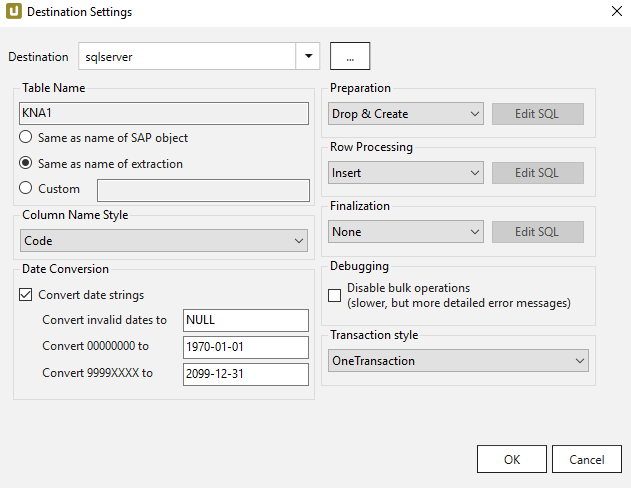 Destination Settings
Destination
sqlserver
...
Table Name
KNA1
Same as name of SAP object
Same as name of extraction
Custom
Column Name Style
Code
Date Conversion
Convert date strings
Convert invalid dates to
NULL
Convert 00000000 to
1970-01-01
Convert 9999XXXX to
2099-12-31
Preparation
Drop & Create
Edit SQL
Row Processing
Insert
Edit SQL
Finalization
None
Edit SQL
Debugging
Disable bulk operations
(slower, but more detailed error messages)
Transaction style
OneTransaction
OK
Cancel